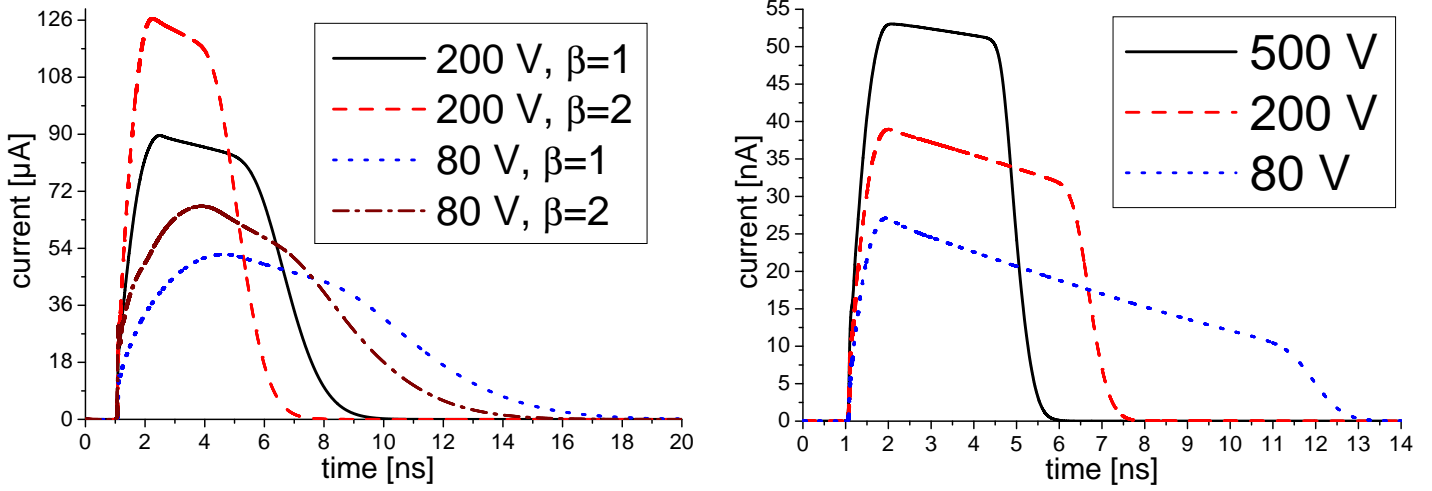 126
108
90
72
54
36
18
0
current [µA]
200 V, β=1
200 V, β=2
80 V, β=1
80 V, β=2
0 2 4 6 8 10 12 14 16 18 20
time [ns]
55
50
45
40
35
30
25
20
15
10
5
0
current [nA]
500 V
200 V
80 V
0 1 2 3 4 5 6 7 8 9 10 11 12 13 14
time [ns]